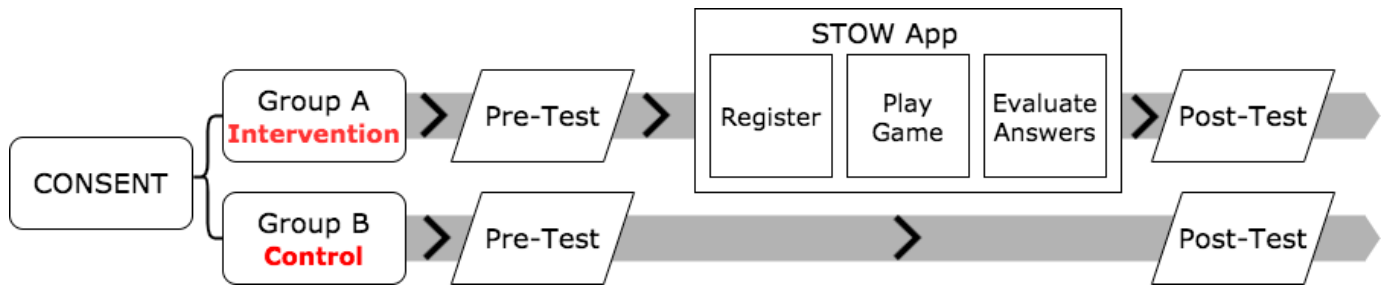 CONSENT
Group A
Intervention
Pre-Test
STOW App
Register
Play
Game
Evaluate
Answers
Post-Test
Group B
Control
Pre-Test
Post-Test